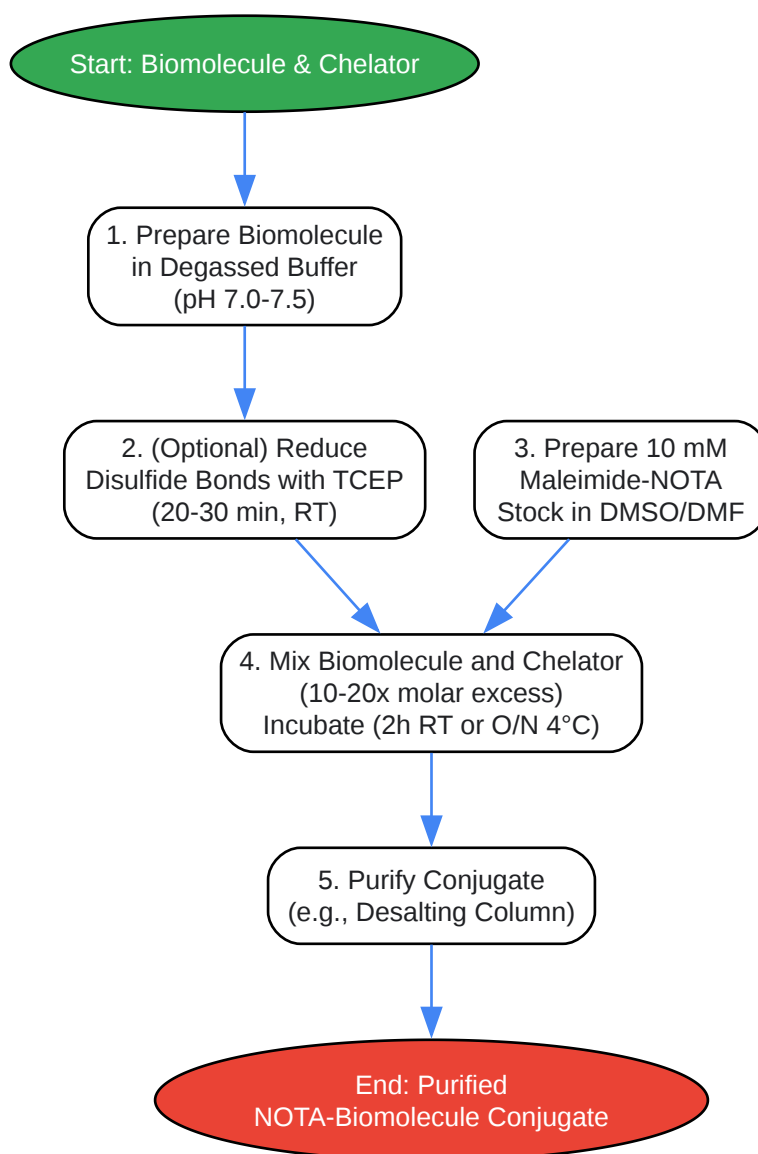 Start: Biomolecule & Chelator
1. Prepare Biomolecule
in Degassed Buffer
(pH 7.0-7.5)
2. (Optional) Reduce
Disulfide Bonds with TCEP
(20-30 min, RT)
3. Prepare 10 mM
Maleimide-NOTA
Stock in DMSO/DMF
4. Mix Biomolecule and Chelator
(10-20x molar excess)
Incubate (2h RT or O/N 4°C)
5. Purify Conjugate
(e.g., Desalting Column)
End: Purified
NOTA-Biomolecule Conjugate